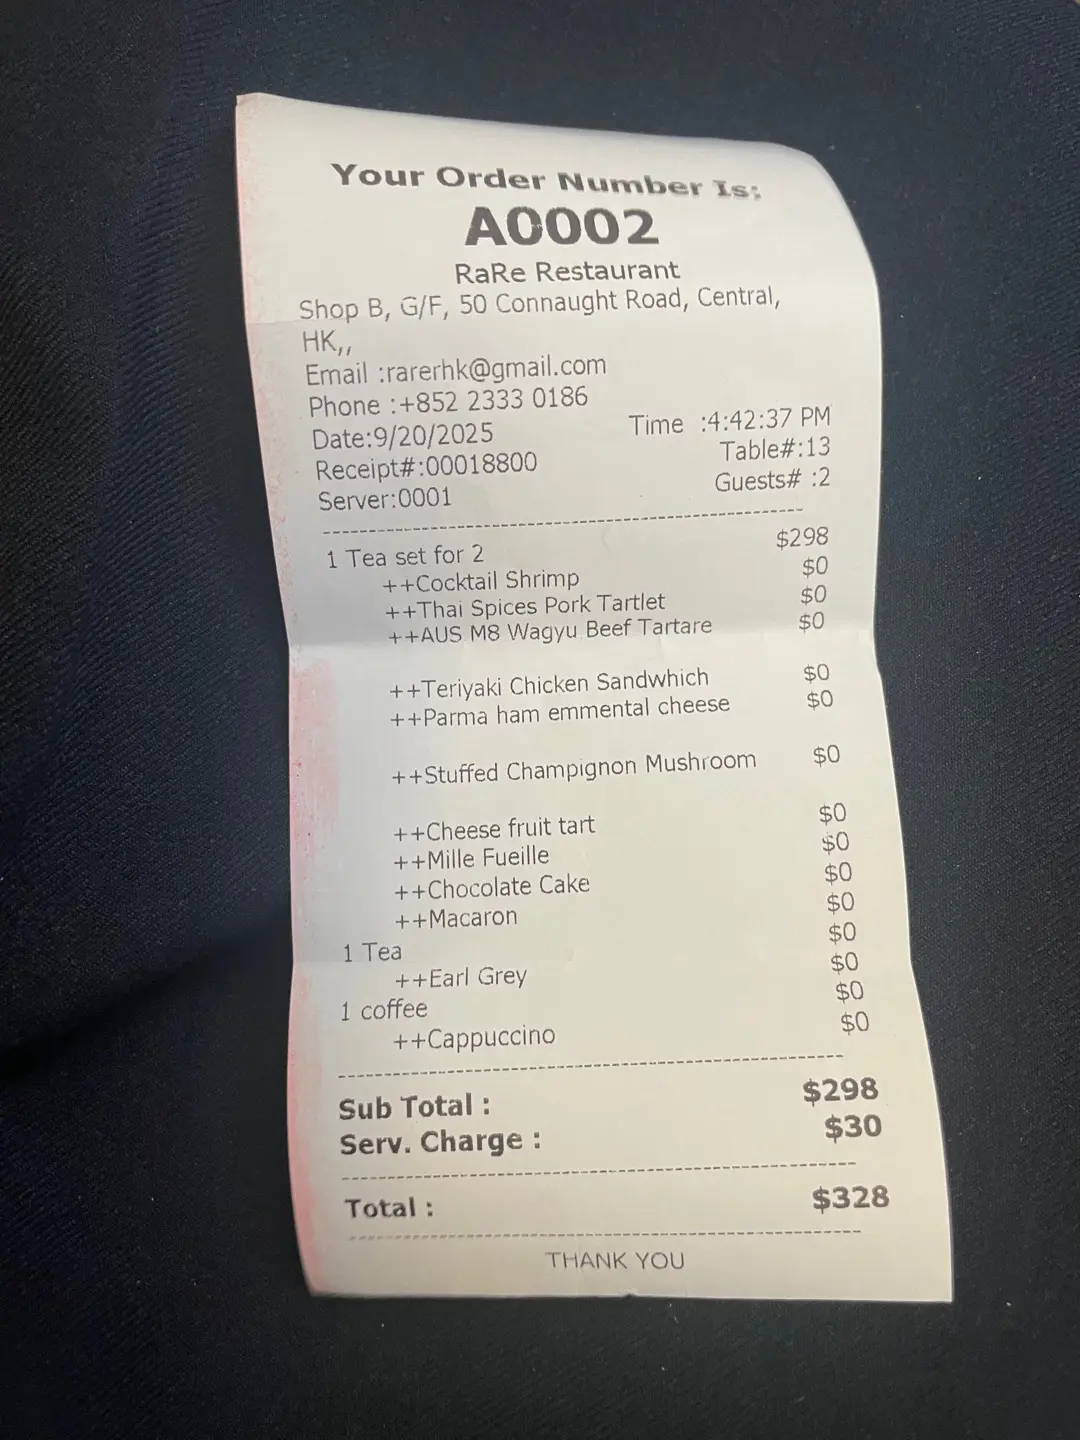 Your Order Number Is:
A0002
RaRe Restaurant
Shop B, G/F, 50 Connaught Road, Central,
HK,,
Email :rarerhk@gmail.com
Phone :+852 2333 0186
Date:9/20/2025 Time :4:42:37 PM
Receipt#:00018800 Table#:13
Server:0001 Guests# :2
1 Tea set for 2 $298
++Cocktail Shrimp $0
++Thai Spices Pork Tartlet $0
++AUS M8 Wagyu Beef Tartare $0
++Teriyaki Chicken Sandwhich $0
++Parma ham emmental cheese $0
++Stuffed Champignon Mushroom $0
++Cheese fruit tart $0
++Mille Fueille $0
++Chocolate Cake $0
++Macaron $0
1 Tea $0
++Earl Grey $0
1 coffee $0
++Cappuccino $0
Sub Total : $298
Serv. Charge : $30
Total : $328
THANK YOU